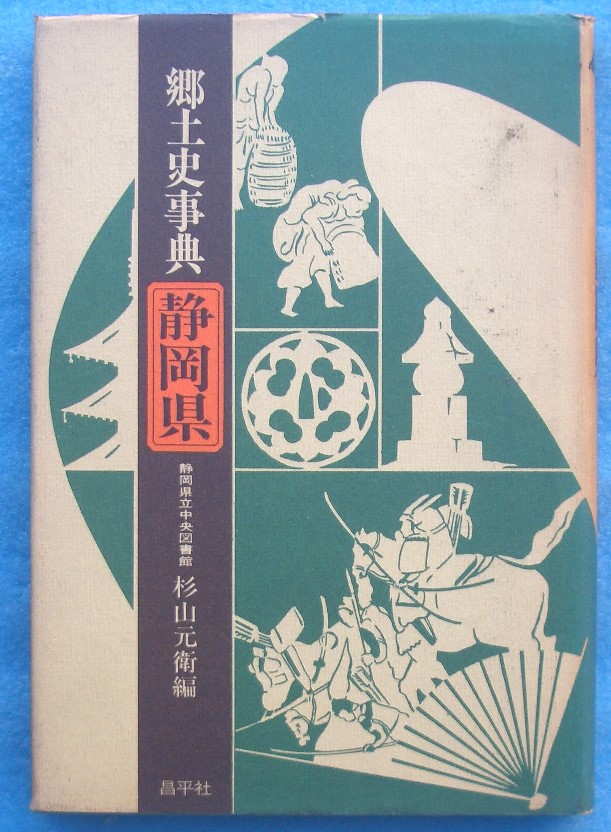 郷土史事典
静岡県
静岡県立中央図書館
杉山元衛編
昌平社